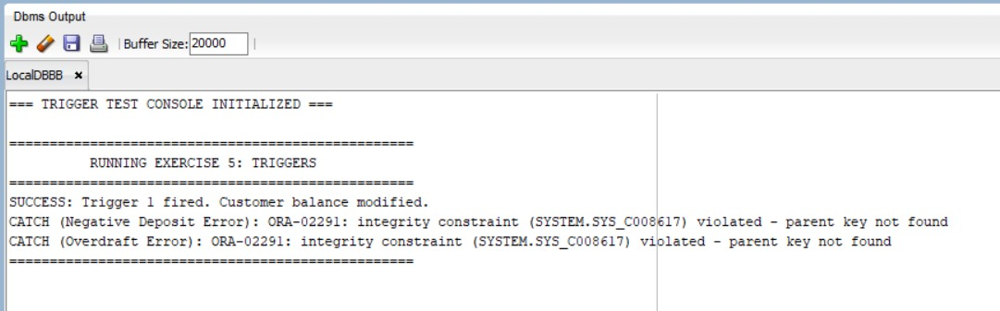 Dbms Output
Buffer Size: 20000
LocalDBBB
=== TRIGGER TEST CONSOLE INITIALIZED ===
==================================================
RUNNING EXERCISE 5: TRIGGERS
==================================================
SUCCESS: Trigger 1 fired. Customer balance modified.
CATCH (Negative Deposit Error): ORA-02291: integrity constraint (SYSTEM.SYS_C008617) violated - parent key not found
CATCH (Overdraft Error): ORA-02291: integrity constraint (SYSTEM.SYS_C008617) violated - parent key not found
==================================================